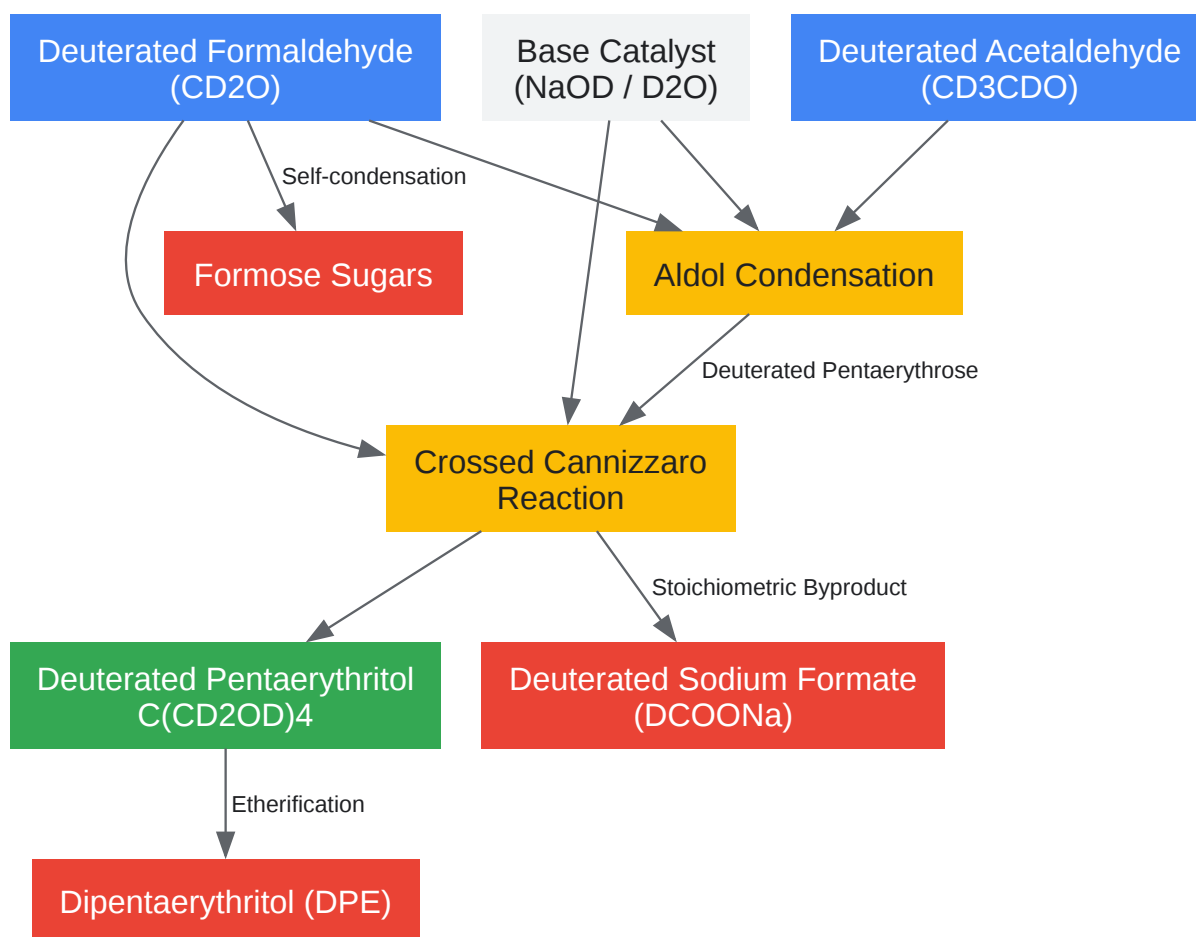 Deuterated Formaldehyde
(CD2O)
Base Catalyst
(NaOD / D2O)
Deuterated Acetaldehyde
(CD3CDO)
Self-condensation
Formose Sugars
Aldol Condensation
Deuterated Pentaerythrose
Crossed Cannizzaro
Reaction
Stoichiometric Byproduct
Deuterated Pentaerythritol
C(CD2OD)4
Deuterated Sodium Formate
(DCOONa)
Etherification
Dipentaerythritol (DPE)